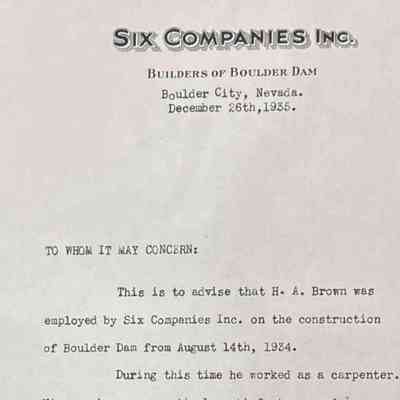 SIX COMPANIES INC.
BUILDERS OF BOULDER DAM
Boulder City, Nevada.
December 26th,1935.
TO WHOM IT MAY CONCERN:
This is to advise that H. A. Brown was
employed by Six Companies Inc. on the construction
of Boulder Dam from August 14th, 1934.
During this time he worked as a carpenter.